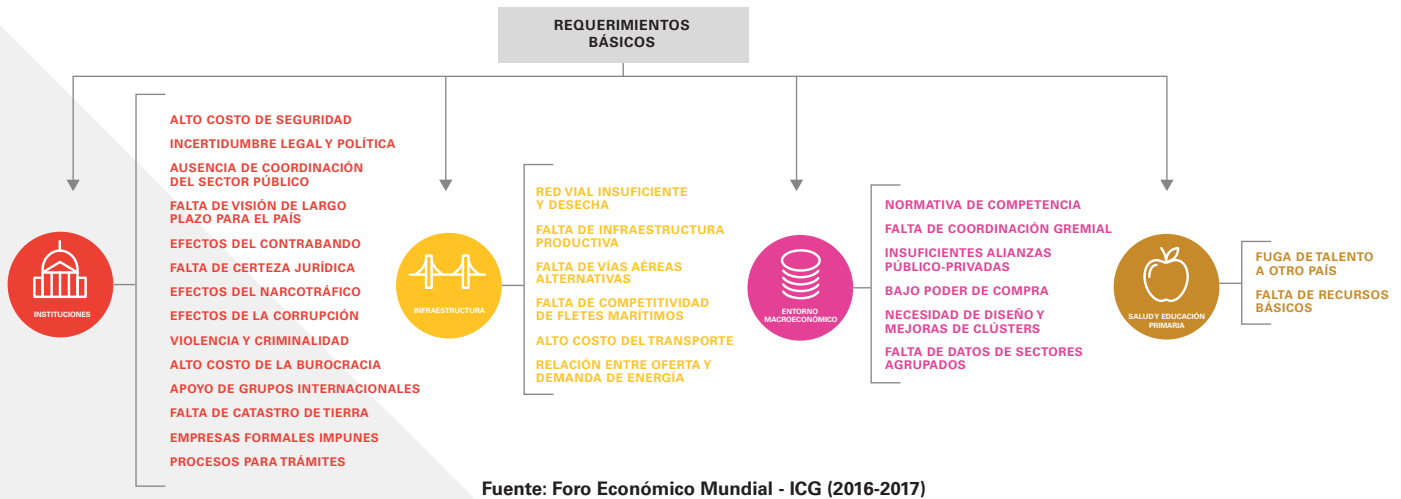 REQUERIMIENTOS
BÁSICOS
ALTO COSTO DE SEGURIDAD
INCERTIDUMBRE LEGAL Y POLÍTICA
AUSENCIA DE COORDINACIÓN
DEL SECTOR PÚBLICO
FALTA DE VISIÓN DE LARGO
PLAZO PARA EL PAÍS
EFECTOS DEL CONTRABANDO
FALTA DE CERTEZA JURÍDICA
EFECTOS DEL NARCOTRÁFICO
EFECTOS DE LA CORRUPCIÓN
VIOLENCIA Y CRIMINALIDAD
ALTO COSTO DE LA BUROCRACIA
APOYO DE GRUPOS INTERNACIONALES
FALTA DE CATASTRO DE TIERRA
EMPRESAS FORMALES IMPUNES
PROCESOS PARA TRÁMITES
INSTITUCIONES
RED VIAL INSUFICIENTE
Y DESECHA
FALTA DE INFRAESTRUCTURA
PRODUCTIVA
FALTA DE VÍAS AÉREAS
ALTERNATIVAS
FALTA DE COMPETITIVIDAD
DE FLETES MARÍTIMOS
ALTO COSTO DEL TRANSPORTE
RELACIÓN ENTRE OFERTA Y
DEMANDA DE ENERGÍA
INFRAESTRUCTURA
NORMATIVA DE COMPETENCIA
FALTA DE COORDINACIÓN GREMIAL
INSUFICIENTES ALIANZAS
PÚBLICO-PRIVADAS
BAJO PODER DE COMPRA
NECESIDAD DE DISEÑO Y
MEJORAS DE CLÚSTERS
FALTA DE DATOS DE SECTORES
AGRUPADOS
ENTORNO
MACROECONÓMICO
FUGA DE TALENTO
A OTRO PAÍS
FALTA DE RECURSOS
BÁSICOS
SALUD Y EDUCACIÓN
PRIMARIA
Fuente: Foro Económico Mundial - ICG (2016-2017)